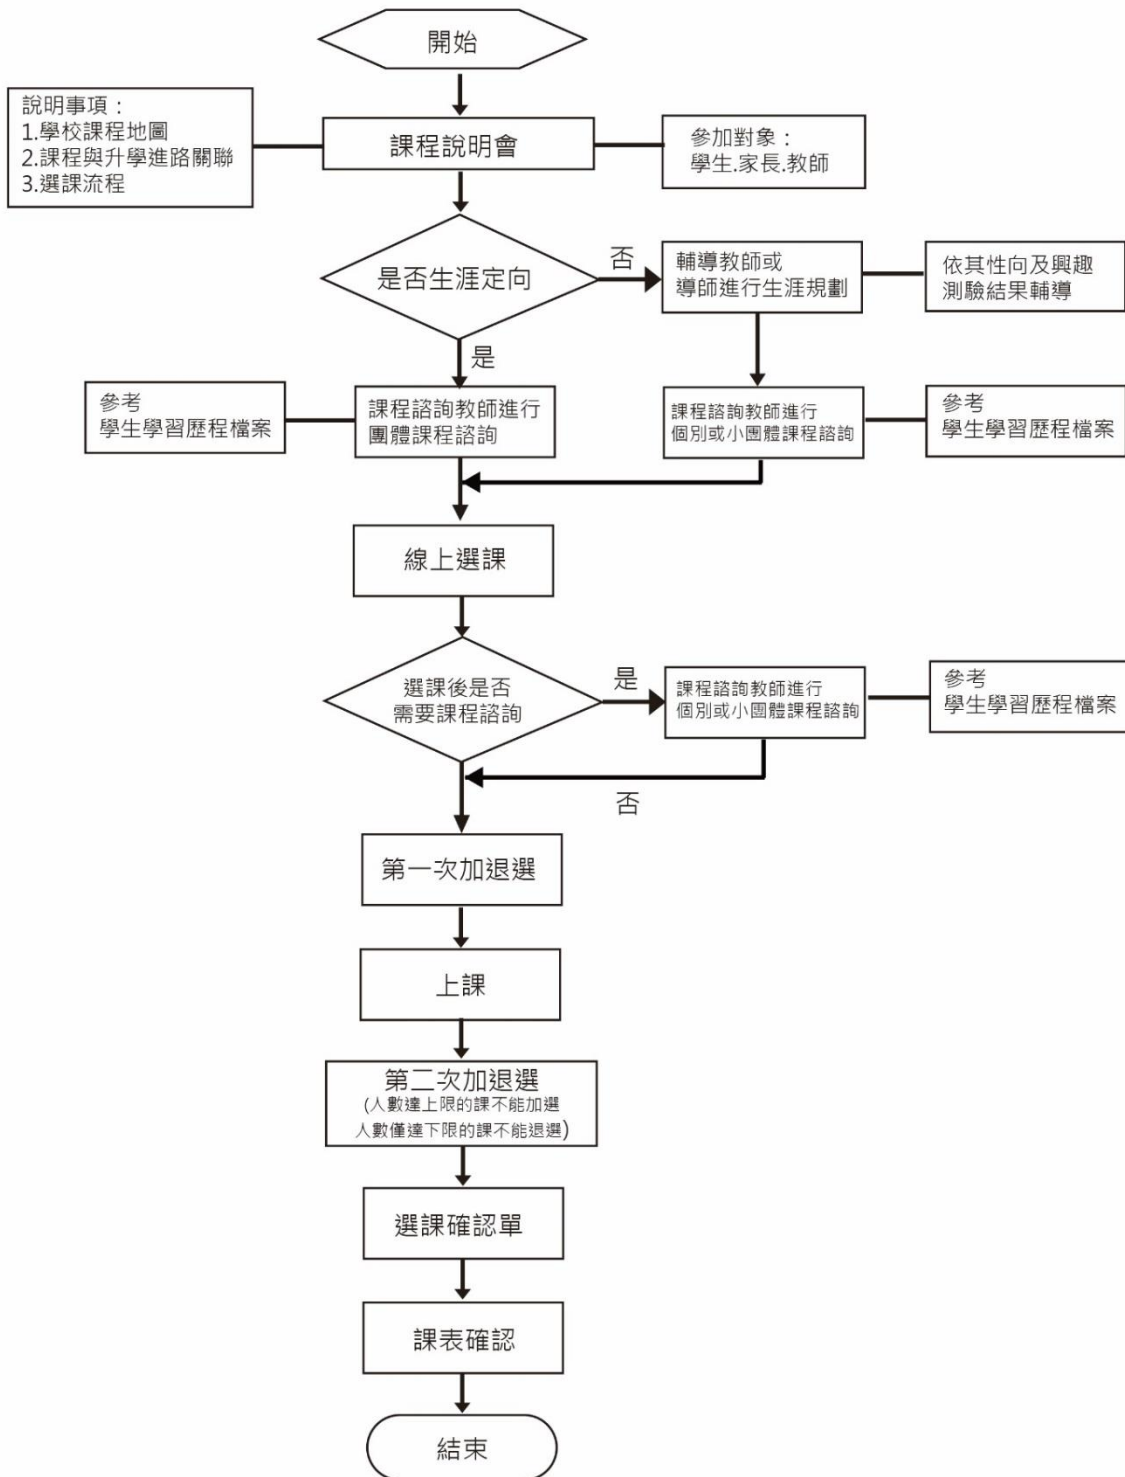 開始
說明事項：
1.學校課程地圖
2.課程與升學進路關聯
3.選課流程
課程說明會
參加對象：
學生.家長.教師
是否生涯定向
否
輔導教師或
導師進行生涯規劃
依其性向及興趣
測驗結果輔導
是
參考
學生學習歷程檔案
課程諮詢教師進行
團體課程諮詢
課程諮詢教師進行
個別或小團體課程諮詢
參考
學生學習歷程檔案
線上選課
選課後是否
需要課程諮詢
是
課程諮詢教師進行
個別或小團體課程諮詢
參考
學生學習歷程檔案
否
第一次加退選
上課
第二次加退選
(人數達上限的課不能加選
人數僅達下限的課不能退選)
選課確認單
課表確認
結束